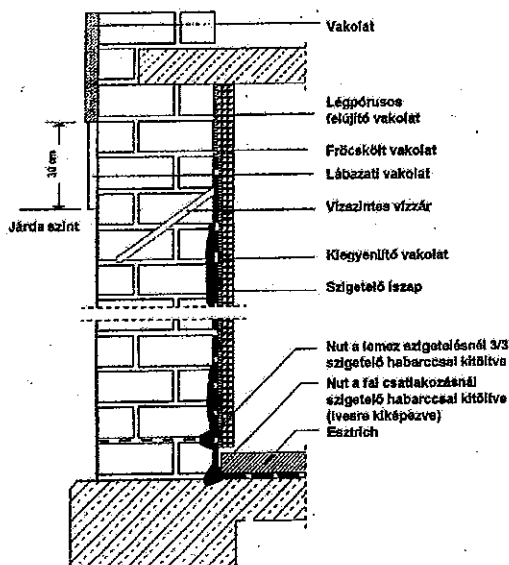 Vakolat
Légpórusos
felújító vakolat
Fröcskölt vakolat
30 cm
Lábazati vakolat
Vízszintes vízzár
Járda szint
Kiegyenlítő vakolat
Szigetelő iszap
Nut a lemez szigetelésnél 3/3
szigetelő habarccsal kitöltve
Nut a fal csatlakozásnál
szigetelő habarccsal kitöltve
(ívesre kiképezve)
Esztrich